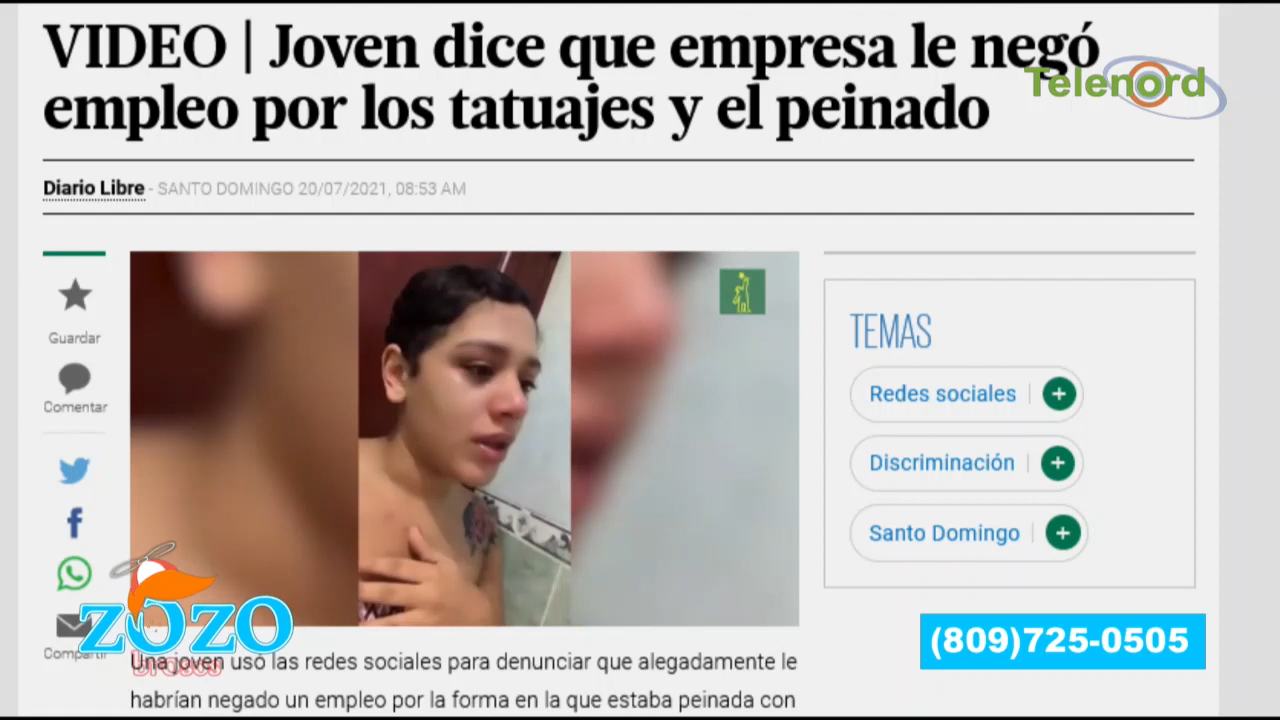 VIDEO | Joven dice que empresa le negó
empleo por los tatuajes y el peinado
Telenord
Diario Libre - SANTO DOMINGO 20/07/2021, 08:53 AM
Guardar
Comentar
Compartir
TEMAS
Redes sociales +
Discriminación +
Santo Domingo +
zozo
(809)725-0505
Una joven usó las redes sociales para denunciar que alegadamente le
habrían negado un empleo por la forma en la que estaba peinada con